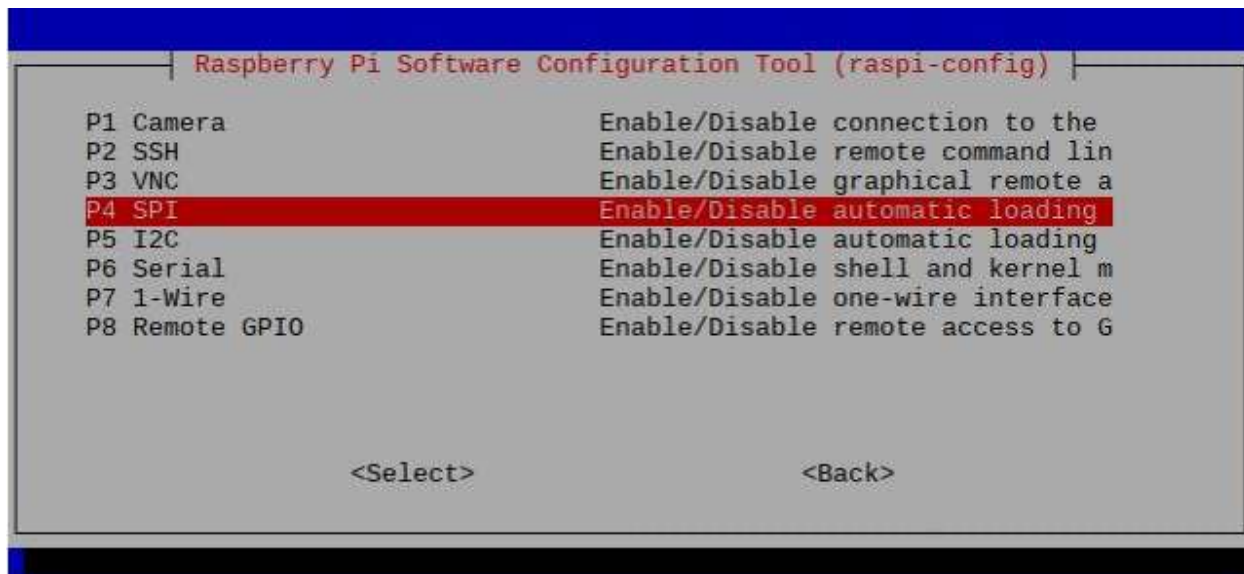 Raspberry Pi Software Configuration Tool (raspi-config)
P1 Camera Enable/Disable connection to the
P2 SSH Enable/Disable remote command lin
P3 VNC Enable/Disable graphical remote a
P4 SPI Enable/Disable automatic loading
P5 I2C Enable/Disable automatic loading
P6 Serial Enable/Disable shell and kernel m
P7 1-Wire Enable/Disable one-wire interface
P8 Remote GPIO Enable/Disable remote access to G
<Select> <Back>